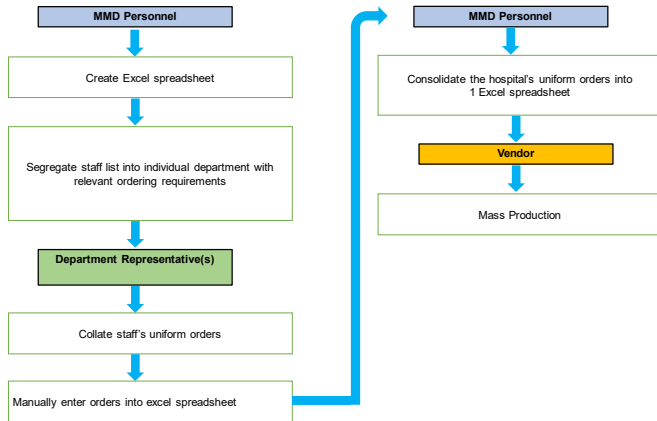 MMD Personnel
Create Excel spreadsheet
Segregate staff list into individual department with
relevant ordering requirements
Department Representative(s)
Collate staff's uniform orders
Manually enter orders into excel spreadsheet
MMD Personnel
Consolidate the hospital's uniform orders into
1 Excel spreadsheet
Vendor
Mass Production